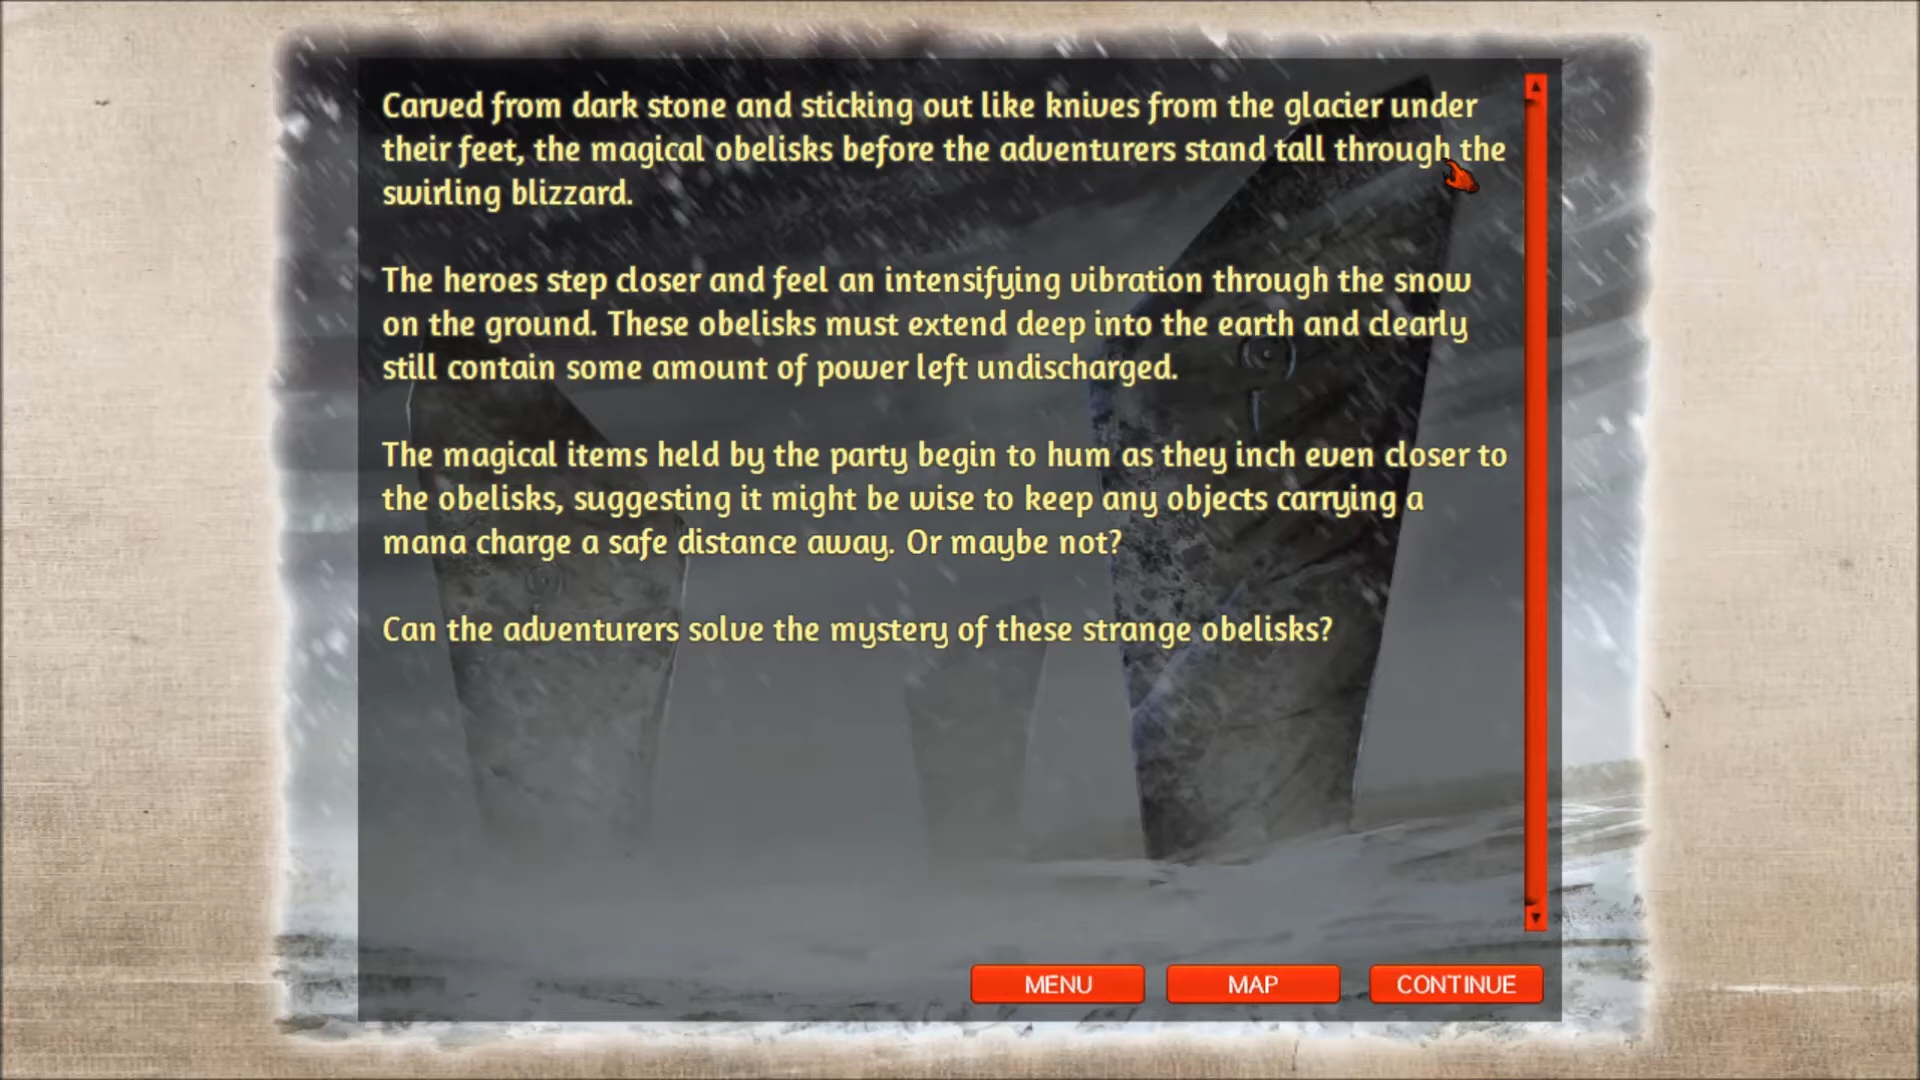 Carved from dark stone and sticking out like knives from the glacier under
their feet, the magical obelisks before the adventurers stand tall through the
swirling blizzard.
The heroes step closer and feel an intensifying vibration through the snow
on the ground. These obelisks must extend deep into the earth and clearly
still contain some amount of power left undischarged.
The magical items held by the party begin to hum as they inch even closer to
the obelisks, suggesting it might be wise to keep any objects carrying a
mana charge a safe distance away. Or maybe not?
Can the adventurers solve the mystery of these strange obelisks?
MENU MAP CONTINUE